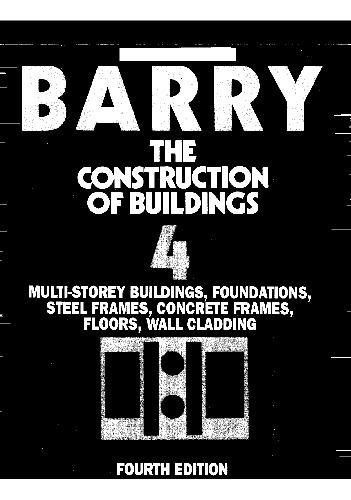 BARRY
THE
CONSTRUCTION
OF BUILDINGS
4
MULTI-STOREY BUILDINGS, FOUNDATIONS,
STEEL FRAMES, CONCRETE FRAMES,
FLOORS, WALL CLADDING
FOURTH EDITION